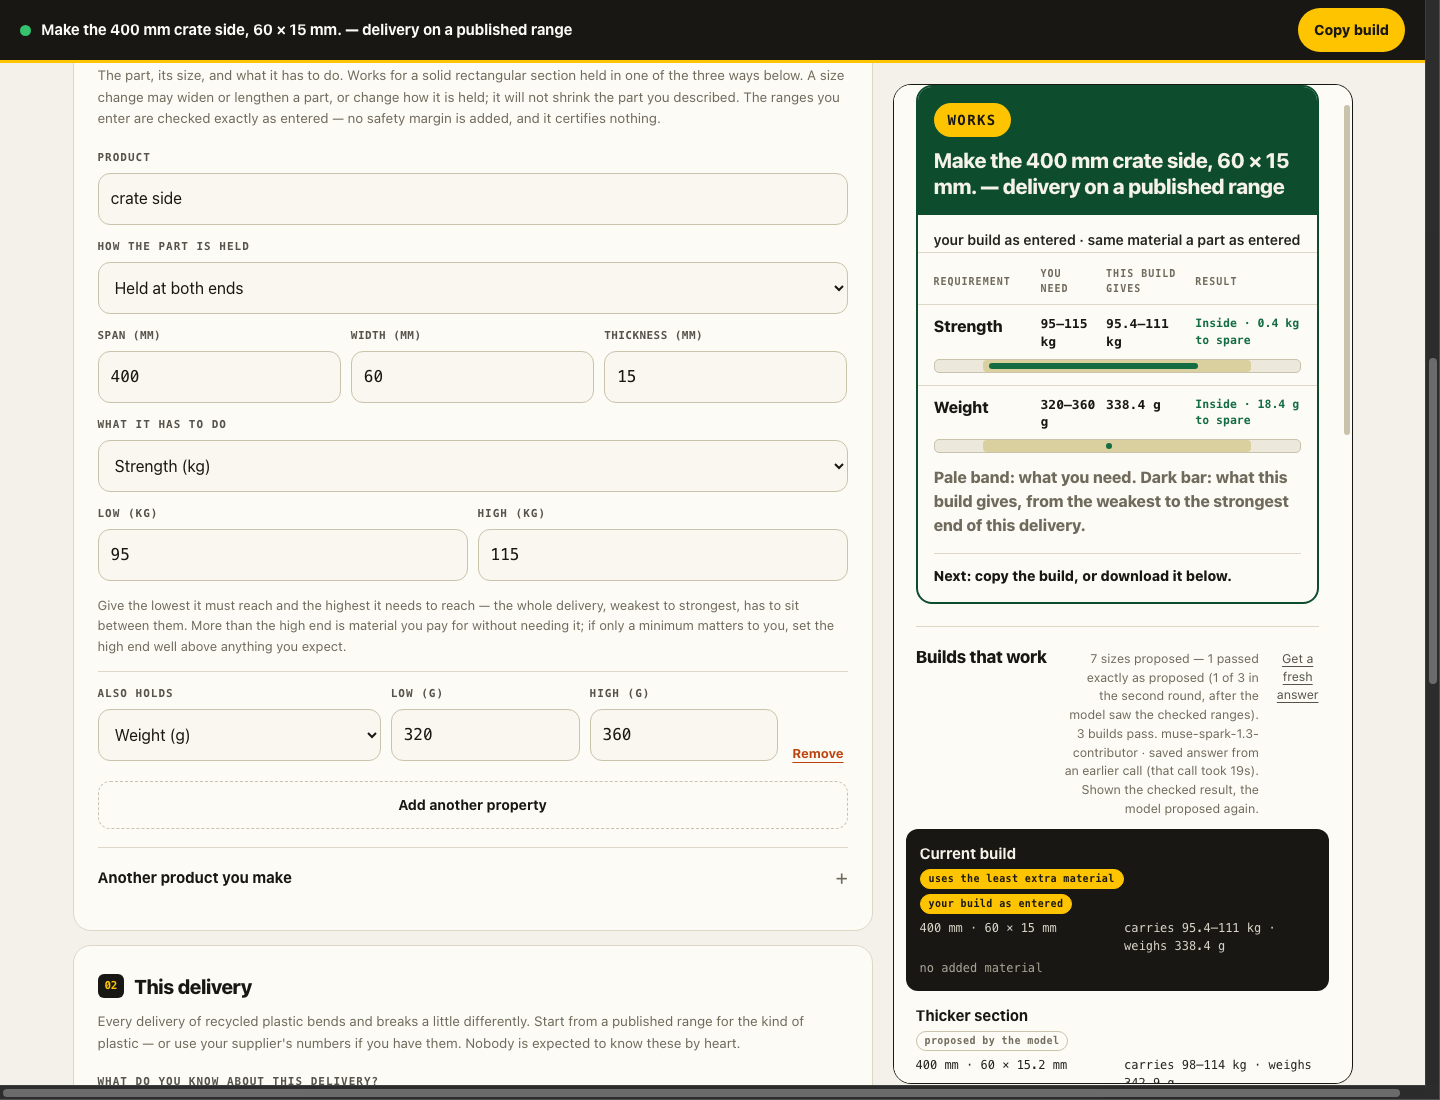 Make the 400 mm crate side, 60 × 15 mm. — delivery on a published range
Copy build
The part, its size, and what it has to do. Works for a solid rectangular section held in one of the three ways below. A size
change may widen or lengthen a part, or change how it is held; it will not shrink the part you described. The ranges you
enter are checked exactly as entered — no safety margin is added, and it certifies nothing.
PRODUCT
crate side
HOW THE PART IS HELD
Held at both ends
SPAN (MM)
WIDTH (MM)
THICKNESS (MM)
400
60
15
WHAT IT HAS TO DO
Strength (kg)
LOW (KG)
HIGH (KG)
95
115
Give the lowest it must reach and the highest it needs to reach — the whole delivery, weakest to strongest, has to sit
between them. More than the high end is material you pay for without needing it; if only a minimum matters to you, set the
high end well above anything you expect.
ALSO HOLDS
LOW (G)
HIGH (G)
Weight (g)
320
360
Remove
Add another property
Another product you make
+
02
This delivery
Every delivery of recycled plastic bends and breaks a little differently. Start from a published range for the kind of
plastic — or use your supplier's numbers if you have them. Nobody is expected to know these by heart.
WHAT DO YOU KNOW ABOUT THIS DELIVERY?
WORKS
Make the 400 mm crate side, 60 × 15
mm. — delivery on a published range
your build as entered · same material a part as entered
REQUIREMENT
YOU
NEED
THIS BUILD
GIVES
RESULT
Strength
95–115
kg
95.4–111
kg
Inside · 0.4 kg
to spare
Weight
320–360
g
338.4 g
Inside · 18.4 g
to spare
Pale band: what you need. Dark bar: what this
build gives, from the weakest to the strongest
end of this delivery.
Next: copy the build, or download it below.
Builds that work
7 sizes proposed — 1 passed
exactly as proposed (1 of 3 in
the second round, after the
model saw the checked ranges).
3 builds pass. muse-spark-1.3-
contributor · saved answer from
an earlier call (that call took 19s).
Shown the checked result, the
model proposed again.
Get a
fresh
answer
Current build
uses the least extra material
your build as entered
400 mm · 60 × 15 mm
carries 95.4–111 kg ·
weighs 338.4 g
no added material
Thicker section
proposed by the model
400 mm · 60 × 15.2 mm
carries 98–114 kg · weighs
342.9 g